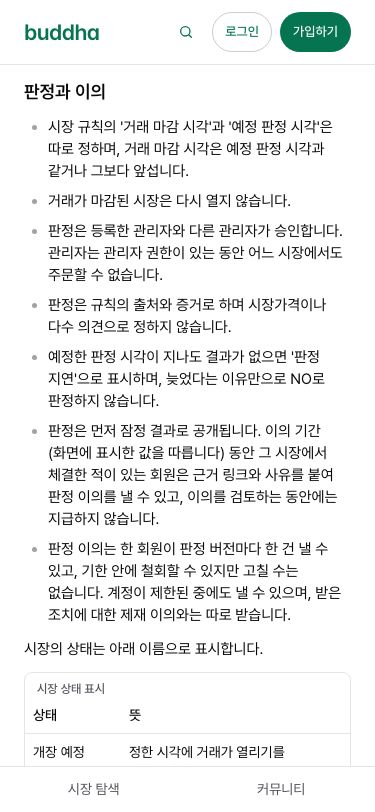 buddha
로그인
가입하기
판정과 이의
시장 규칙의 '거래 마감 시각'과 '예정 판정 시각'은
따로 정하며, 거래 마감 시각은 예정 판정 시각과
같거나 그보다 앞섭니다.
거래가 마감된 시장은 다시 열지 않습니다.
판정은 등록한 관리자와 다른 관리자가 승인합니다.
관리자는 관리자 권한이 있는 동안 어느 시장에서도
주문할 수 없습니다.
판정은 규칙의 출처와 증거로 하며 시장가격이나
다수 의견으로 정하지 않습니다.
예정한 판정 시각이 지나도 결과가 없으면 '판정
지연'으로 표시하며, 늦었다는 이유만으로 NO로
판정하지 않습니다.
판정은 먼저 잠정 결과로 공개됩니다. 이의 기간
(화면에 표시한 값을 따릅니다) 동안 그 시장에서
체결한 적이 있는 회원은 근거 링크와 사유를 붙여
판정 이의를 낼 수 있고, 이의를 검토하는 동안에는
지급하지 않습니다.
판정 이의는 한 회원이 판정 버전마다 한 건 낼 수
있고, 기한 안에 철회할 수 있지만 고칠 수는
없습니다. 계정이 제한된 중에도 낼 수 있으며, 받은
조치에 대한 제재 이의와는 따로 받습니다.
시장의 상태는 아래 이름으로 표시합니다.
시장 상태 표시
상태 뜻
개장 예정 정한 시각에 거래가 열리기를
시장 탐색 커뮤니티